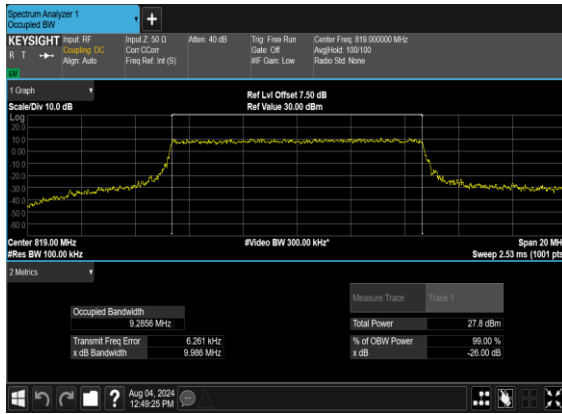 Spectrum Analyzer 1
Occupied BW
KEYSIGHT Input: RF Input Z: 50 Ω Atten: 40 dB Trig: Free Run Center Freq: 819.000000 MHz
R T Coupling: DC Corr CCorr Gate: Off Avg|Hold: 100/100
Align: Auto Freq Ref: Int (S) #IF Gain: Low Radio Std: None
LXI
1 Graph Ref Lvl Offset 7.50 dB
Scale/Div 10.0 dB Ref Value 30.00 dBm
Log
20.0
10.0
0.00
-10.0
-20.0
-30.0
-40.0
-50.0
-60.0
Center 819.00 MHz #Video BW 300.00 kHz* Span 20 MH
#Res BW 100.00 kHz Sweep 2.53 ms (1001 pts
2 Metrics
Measure Trace Trace 1
Occupied Bandwidth
9.2856 MHz Total Power 27.8 dBm
Transmit Freq Error 6.261 kHz % of OBW Power 99.00 %
x dB Bandwidth 9.986 MHz x dB -26.00 dB
? Aug 04, 2024
12:49:25 PM